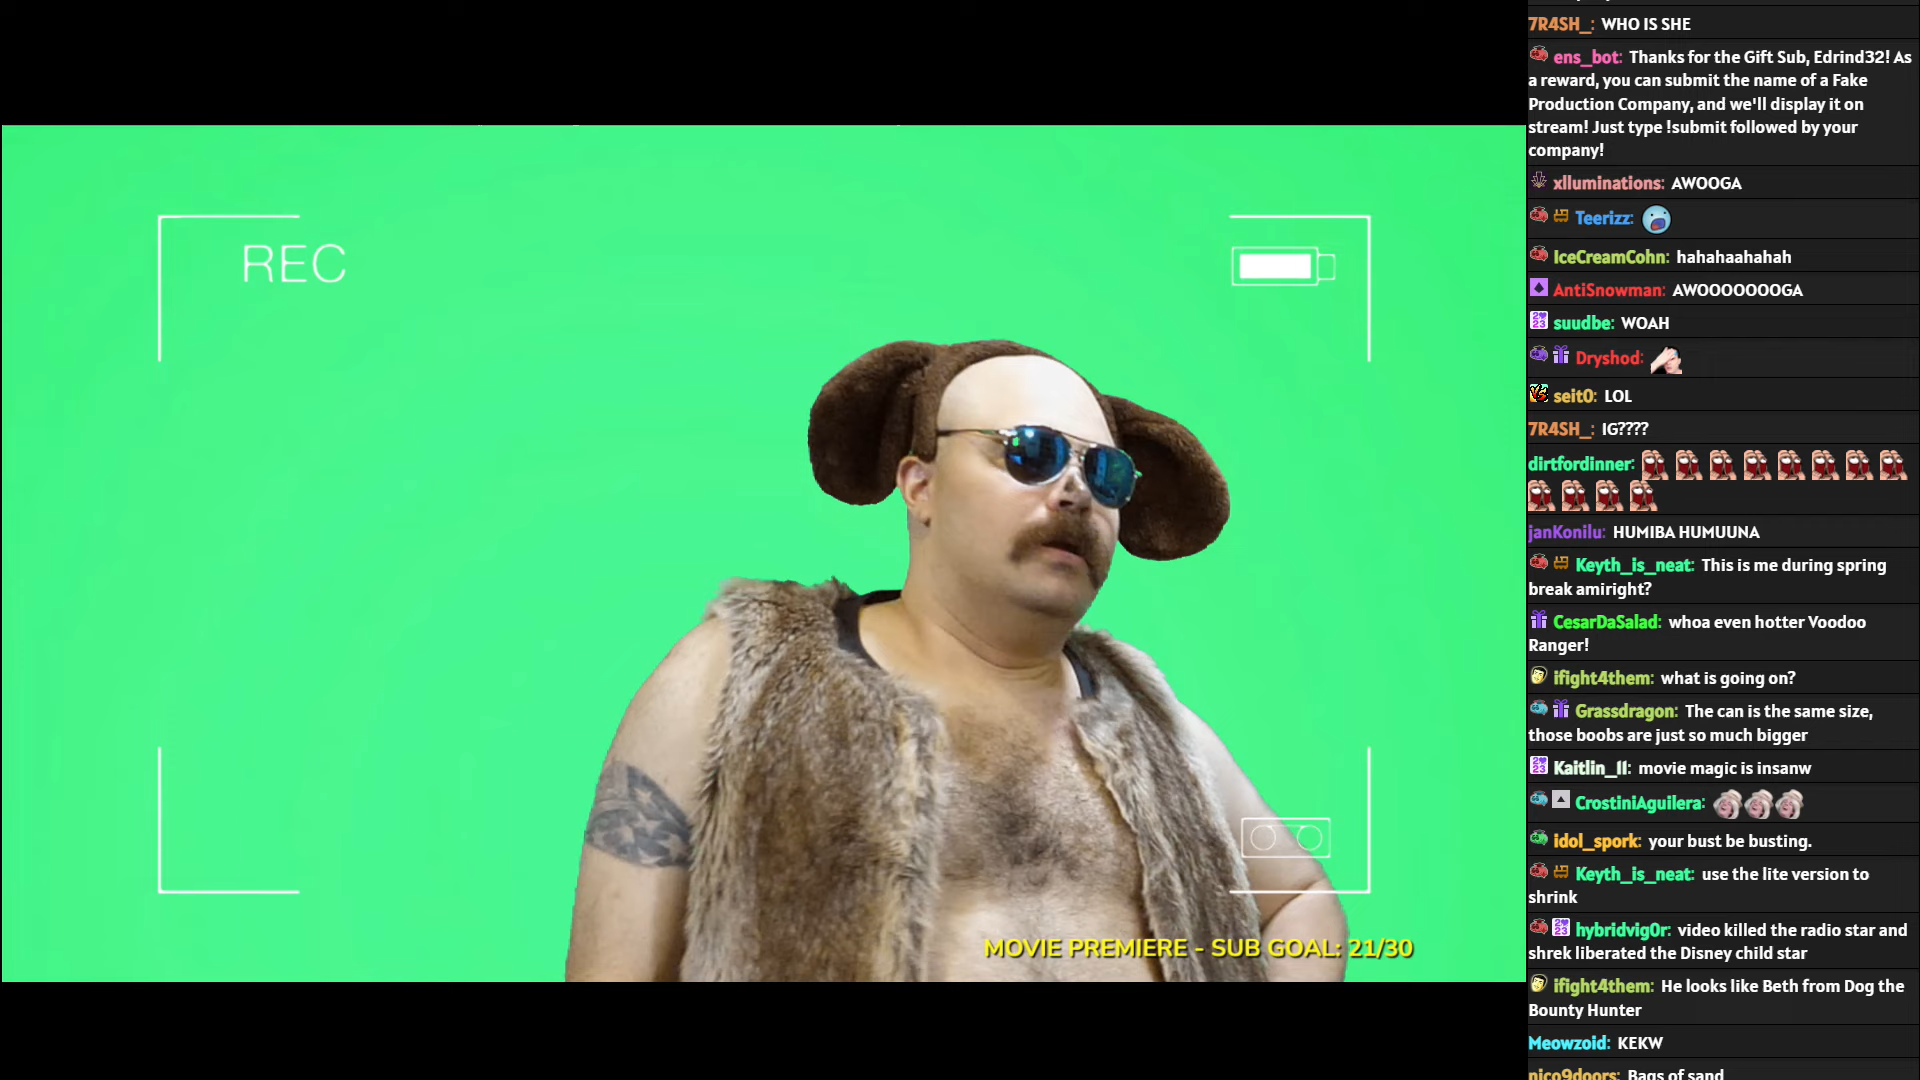 REC
MOVIE PREMIERE - SUB GOAL: 21/30
7R4SH_: WHO IS SHE
ens_bot: Thanks for the Gift Sub, Edrind32! As
a reward, you can submit the name of a Fake
Production Company, and we'll display it on
stream! Just type !submit followed by your
company!
xlluminations: AWOOGA
Teerizz:
IceCreamCohn: hahahaahahah
AntiSnowman: AWOOOOOOOGA
suudbe: WOAH
Dryshod:
seit0: LOL
7R4SH_: IG????
dirtfordinner:
janKonilu: HUMIBA HUMUUNA
Keyth_is_neat: This is me during spring
break amiright?
CesarDaSalad: whoa even hotter Voodoo
Ranger!
ifight4them: what is going on?
Grassdragon: The can is the same size,
those boobs are just so much bigger
Kaitlin_ll: movie magic is insanw
CrostiniAguilera:
idol_spork: your bust be busting.
Keyth_is_neat: use the lite version to
shrink
hybridvig0r: video killed the radio star and
shrek liberated the Disney child star
ifight4them: He looks like Beth from Dog the
Bounty Hunter
Meowzoid: KEKW
nico9doors: Bags of sand